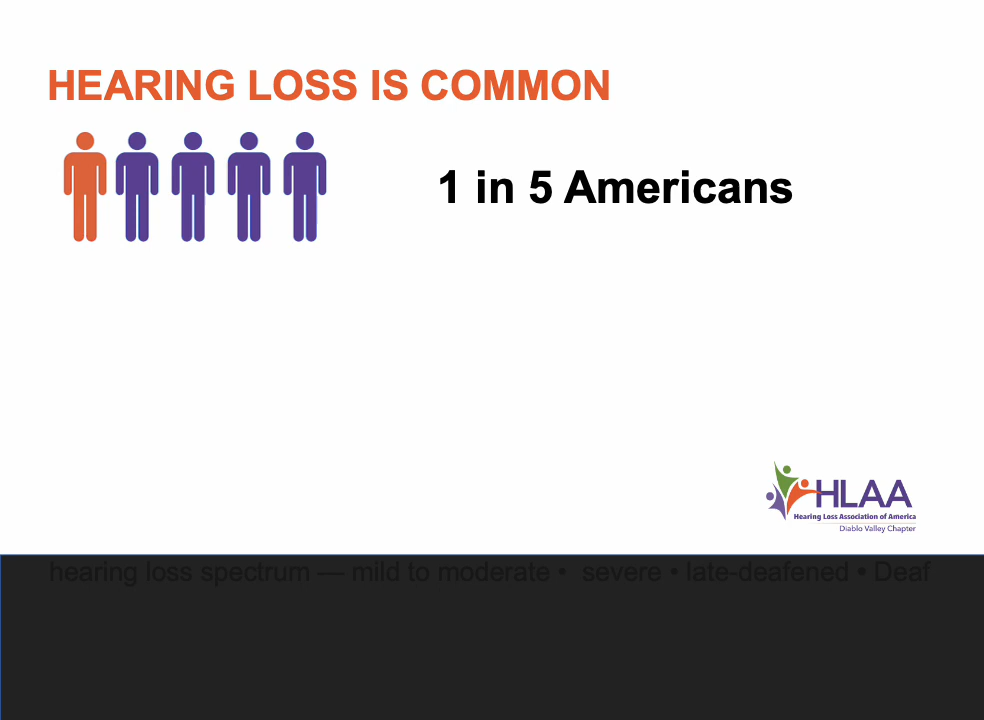 HEARING LOSS IS COMMON
1 in 5 Americans
HLAA
Hearing Loss Association of America
Diablo Valley Chapter
hearing loss spectrum — mild to moderate • severe • late-deafened • Deaf